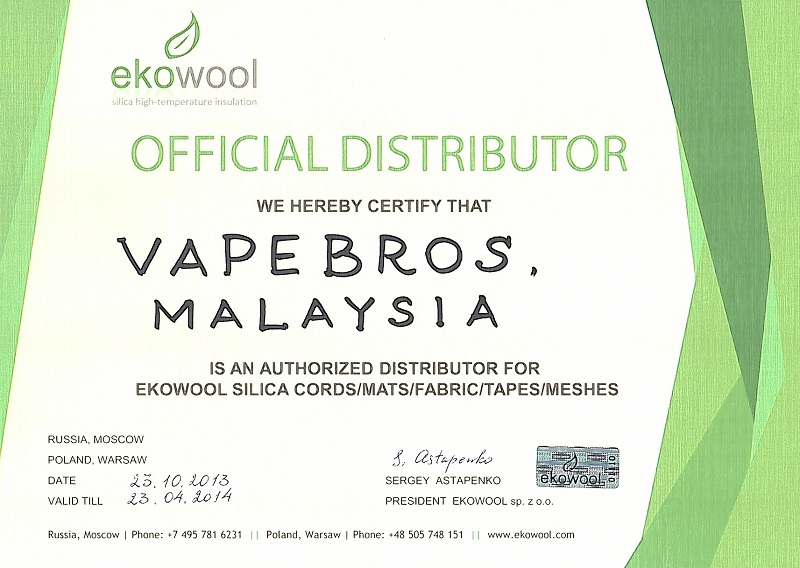 ekowool
silica high-temperature insulation
OFFICIAL DISTRIBUTOR
WE HEREBY CERTIFY THAT
VAPEBROS,
MALAYSIA
IS AN AUTHORIZED DISTRIBUTOR FOR
EKOWOOL SILICA CORDS/MATS/FABRIC/TAPES/MESHES
RUSSIA, MOSCOW
POLAND, WARSAW
DATE 23.10.2013
VALID TILL 23.04.2014
S. Astapenko
SERGEY ASTAPENKO
PRESIDENT EKOWOOL sp. z o.o.
ekowool
Russia, Moscow | Phone: +7 495 781 6231 || Poland, Warsaw | Phone: +48 505 748 151 || www.ekowool.com